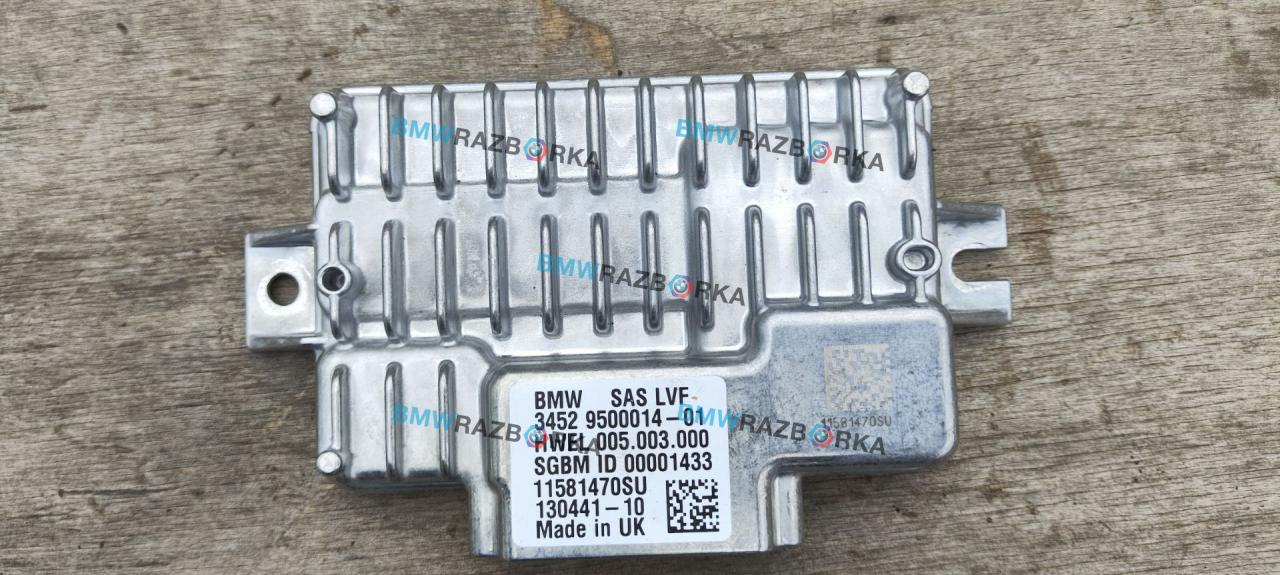 BMWRAZBORKA
BMWRAZBORKA
BMWRAZBORKA
BMWRAZBORKA
BMWRAZBORKA
11581470SU
BMW SAS LVF
3452 9500014-01
HWEL 005.003.000
SGBM ID 00001433
11581470SU
130441-10
Made in UK